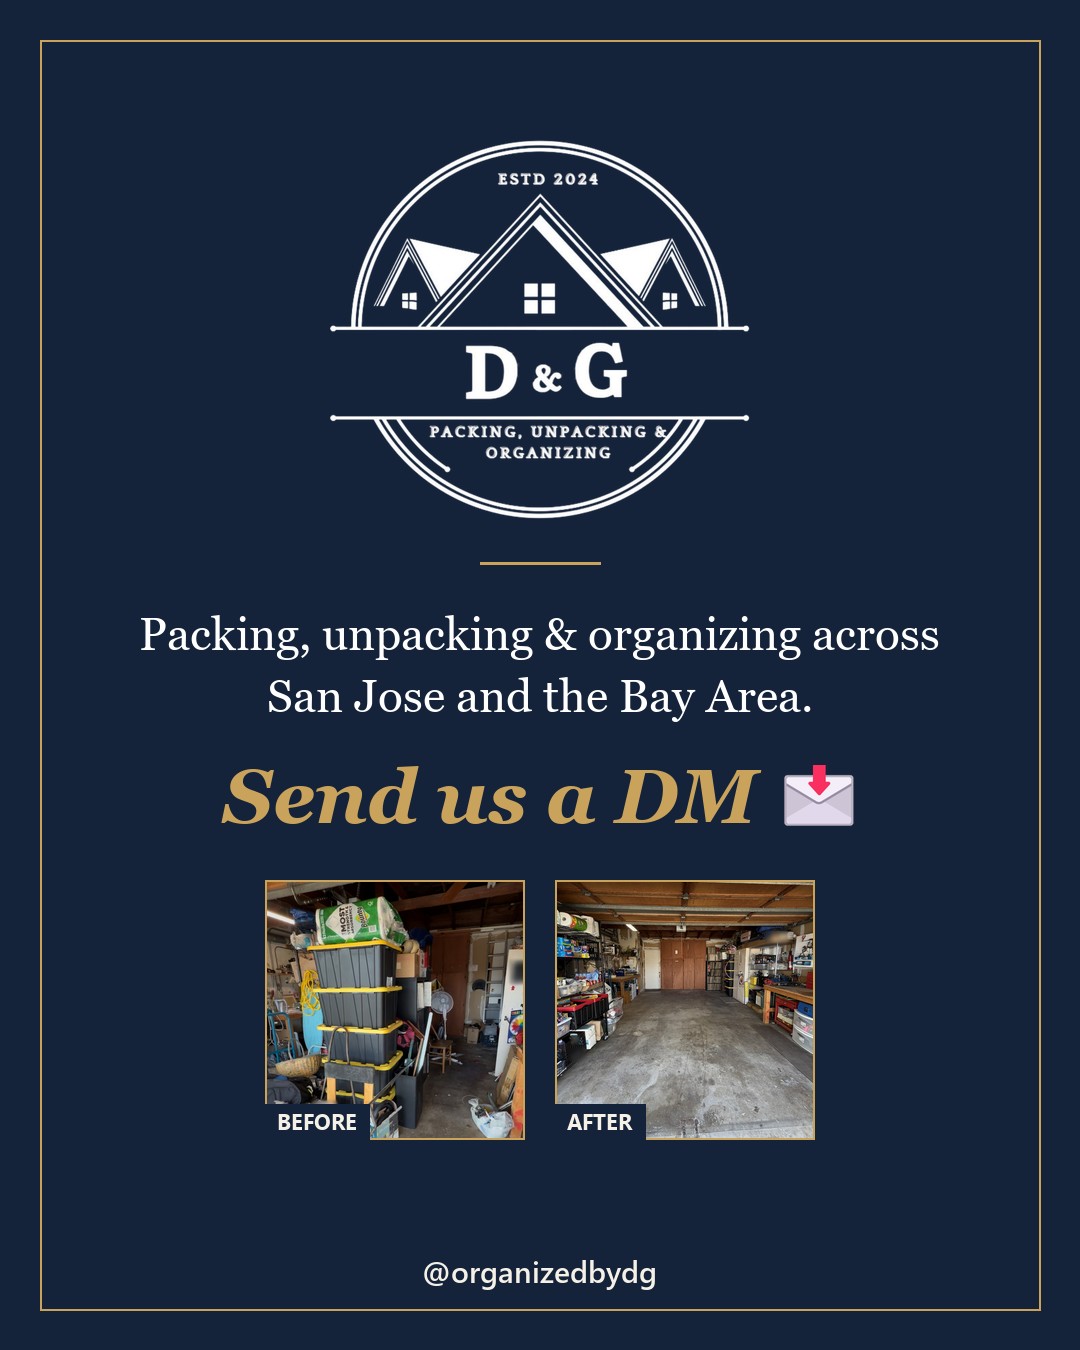 ESTD 2024
D & G
PACKING, UNPACKING &
ORGANIZING
Packing, unpacking & organizing across
San Jose and the Bay Area.
Send us a DM
MOST
BEFORE
AFTER
@organizedbydg